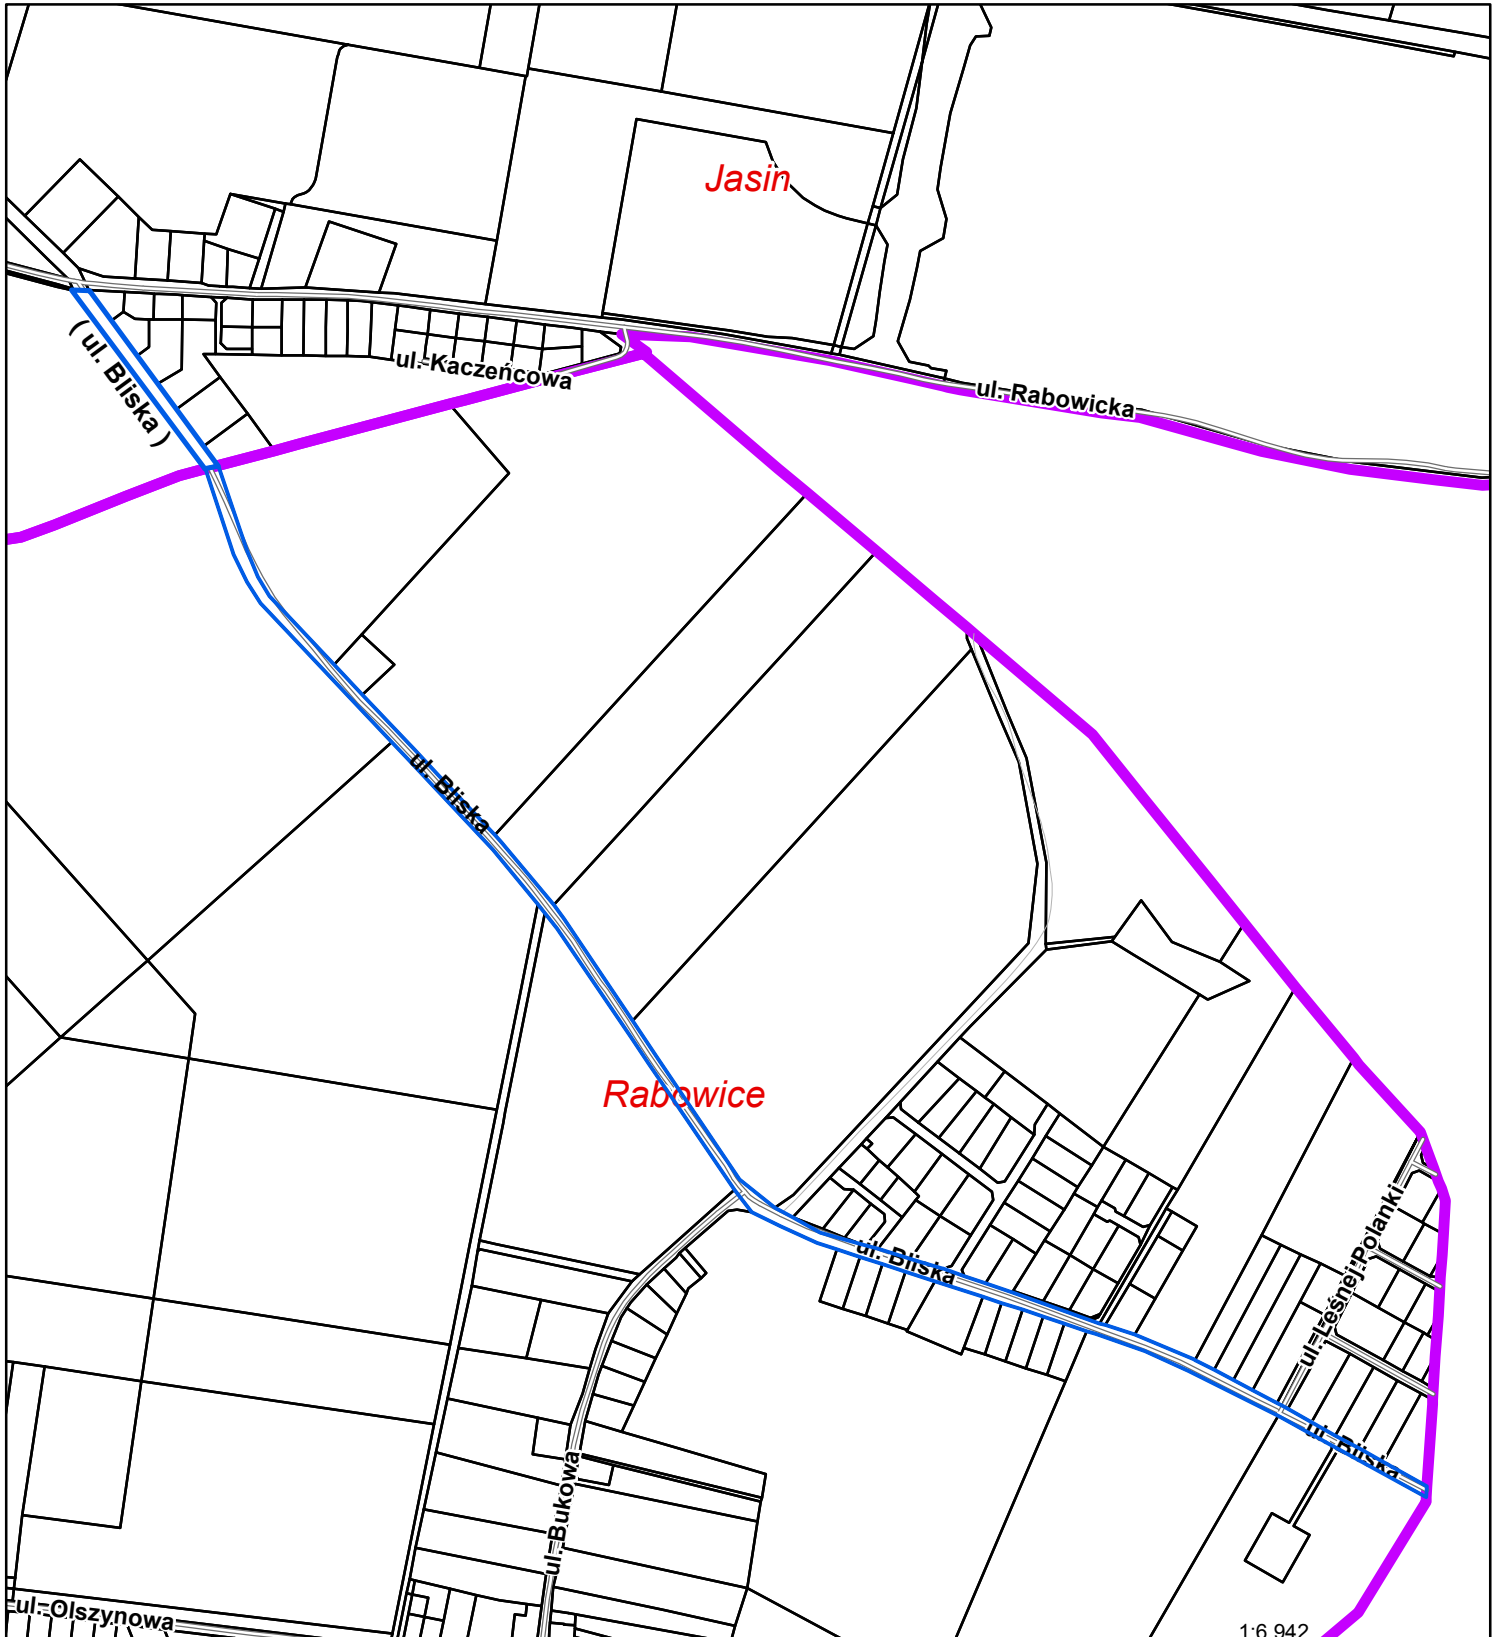 Jasin
( ul. Bliska )
ul. Kaczeńcowa
ul. Rabowicka
ul. Bliska
Rabowice
ul. Bliska
ul. Leśnej Polanki
ul. Bliska
ul. Bukowa
ul. Olszynowa
1:6 942